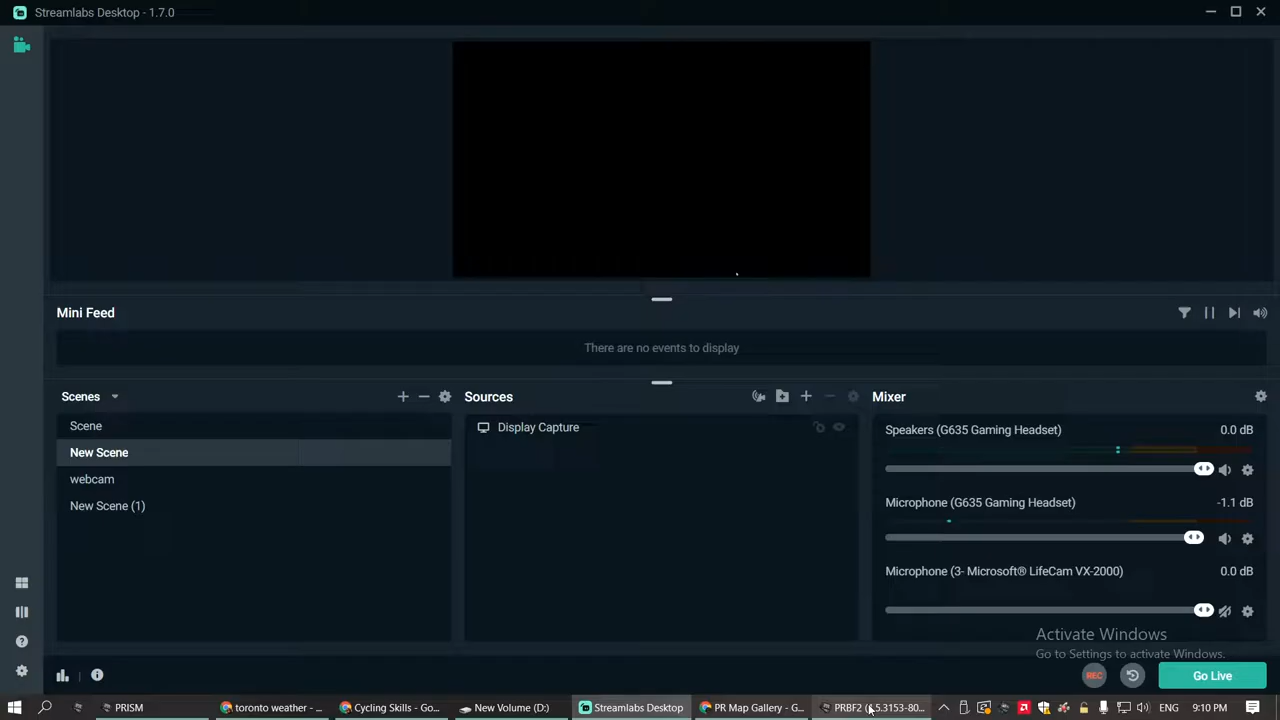 Streamlabs Desktop - 1.7.0
Mini Feed
There are no events to display
Scenes
Sources
Mixer
Scene
New Scene
webcam
New Scene (1)
Display Capture
Speakers (G635 Gaming Headset)
0.0 dB
Microphone (G635 Gaming Headset)
-1.1 dB
Microphone (3- Microsoft® LifeCam VX-2000)
0.0 dB
Activate Windows
Go to Settings to activate Windows.
REC
Go Live
PRISM
toronto weather - ...
Cycling Skills - Go...
New Volume (D:)
Streamlabs Desktop
PR Map Gallery - G...
ENG
9:10 PM